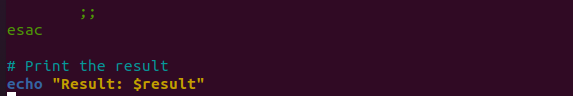 ;;
esac

# Print the result
echo "Result: $result"